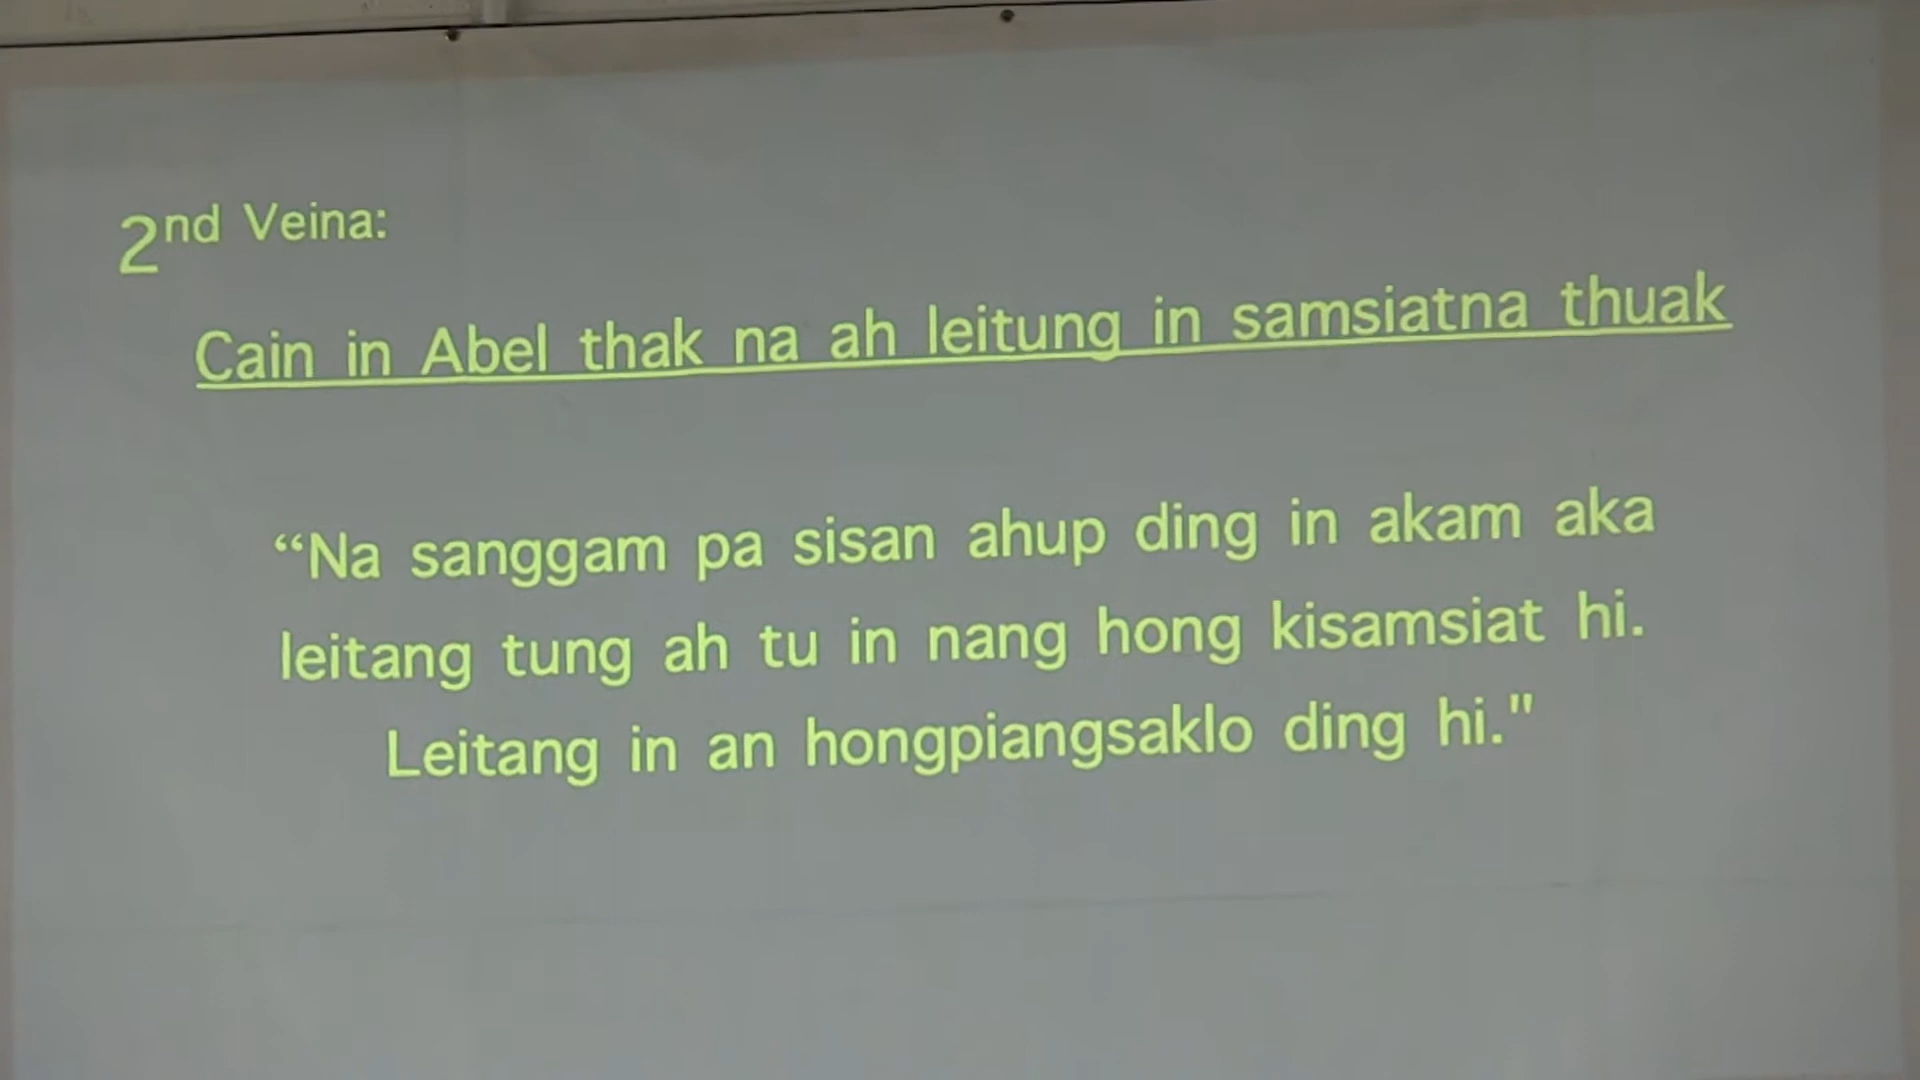 2nd Veina:
Cain in Abel thak na ah leitung in samsiatna thuak
“Na sanggam pa sisan ahup ding in akam aka
leitang tung ah tu in nang hong kisamsiat hi.
Leitang in an hongpiangsaklo ding hi."